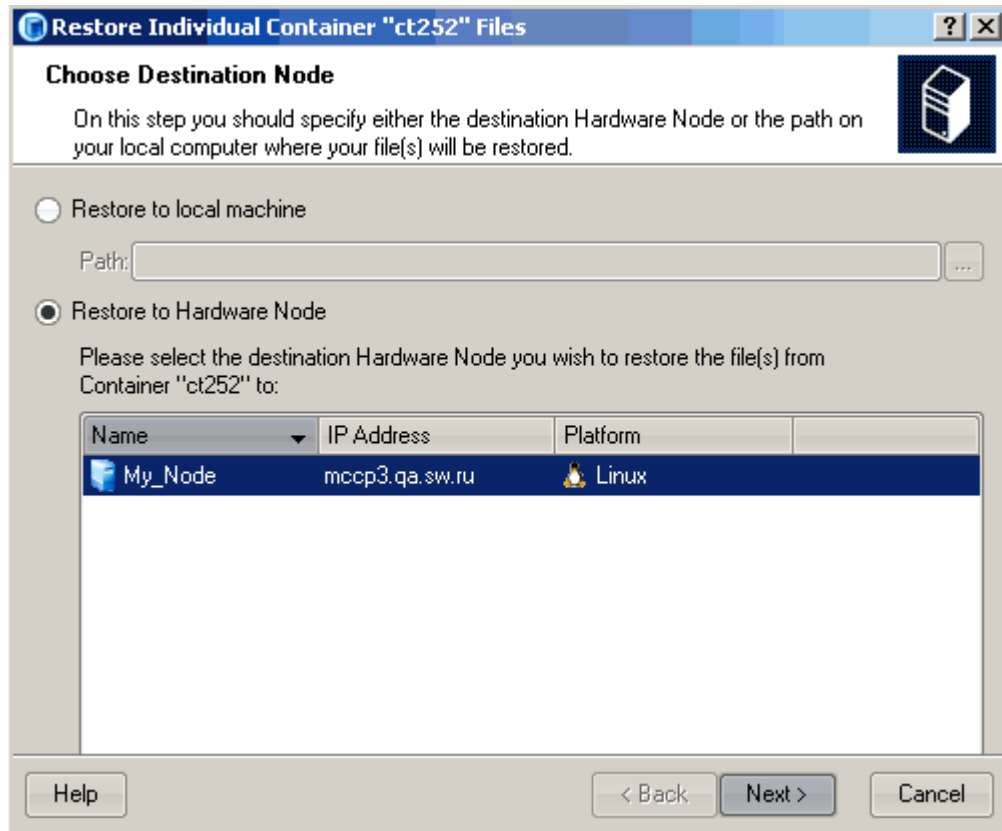 Restore Individual Container "ct252" Files
Choose Destination Node
On this step you should specify either the destination Hardware Node or the path on
your local computer where your file(s) will be restored.
Restore to local machine
Path:
...
Restore to Hardware Node
Please select the destination Hardware Node you wish to restore the file(s) from
Container "ct252" to:
Name IP Address Platform
My_Node mccp3.qa.sw.ru Linux
Help < Back Next > Cancel